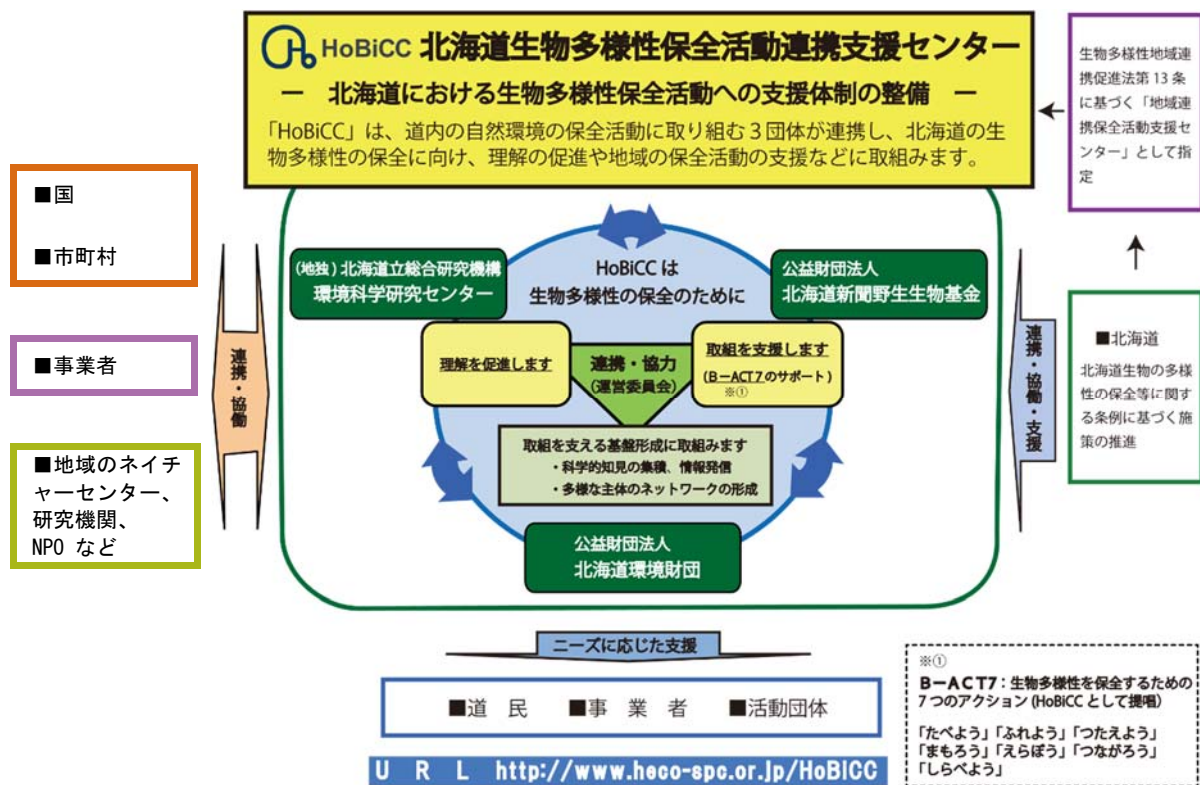 HoBiCC 北海道生物多様性保全活動連携支援センター
― 北海道における生物多様性保全活動への支援体制の整備 ―
「HoBiCC」は、道内の自然環境の保全活動に取り組む3団体が連携し、北海道の生
物多様性の保全に向け、理解の促進や地域の保全活動の支援などに取組みます。
生物多様性地域連
携促進法第13条
に基づく「地域連
携保全活動支援セ
ンター」として指
定
■国
■市町村
■事業者
■地域のネイチ
ャーセンター、
研究機関、
NPO など
連携・協働
(地独)北海道立総合研究機構
環境科学研究センター
HoBiCCは
生物多様性の保全のために
公益財団法人
北海道新聞野生生物基金
理解を促進します
連携・協力
(運営委員会)
取組を支援します
(B-ACT7のサポート)
※①
取組を支える基盤形成に取組みます
・科学的知見の集積、情報発信
・多様な主体のネットワークの形成
公益財団法人
北海道環境財団
連携・協働・支援
■北海道
北海道生物の多様
性の保全等に関す
る条例に基づく施
策の推進
ニーズに応じた支援
■道 民 ■事 業 者 ■活動団体
URL http://www.heco-spc.or.jp/HoBICC
※①
B-ACT7:生物多様性を保全するための
7つのアクション(HoBiCCとして提唱)
「たべよう」「ふれよう」「つたえよう」
「まもろう」「えらぼう」「つながろう」
「しらべよう」